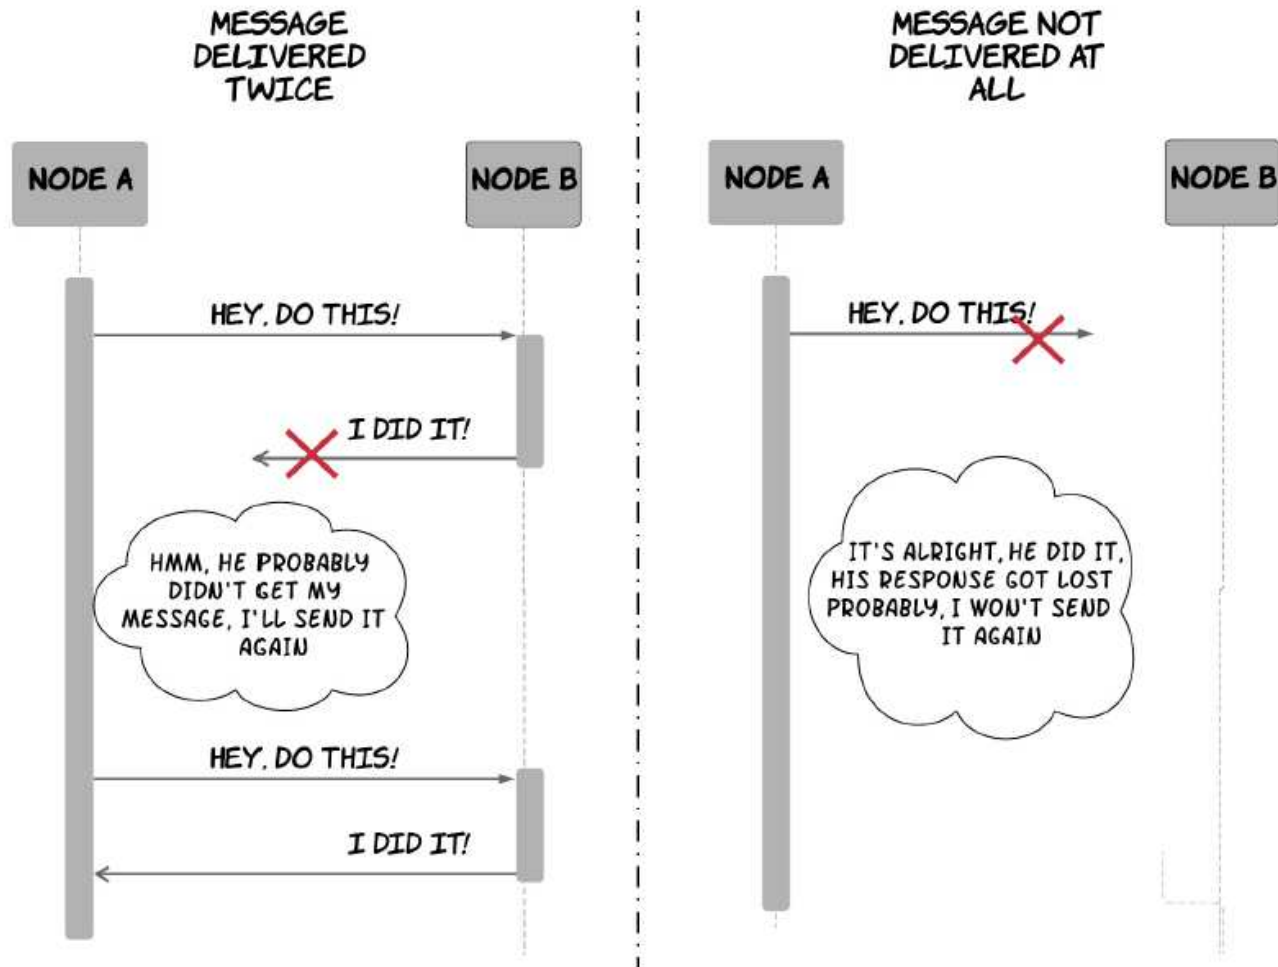 MESSAGE
DELIVERED
TWICE
NODE A
NODE B
HEY. DO THIS!
I DID IT!
HMM, HE PROBABLY
DIDN'T GET MY
MESSAGE, I'LL SEND IT
AGAIN
HEY. DO THIS!
I DID IT!
MESSAGE NOT
DELIVERED AT
ALL
NODE A
NODE B
HEY. DO THIS!
IT'S ALRIGHT, HE DID IT,
HIS RESPONSE GOT LOST
PROBABLY, I WON'T SEND
IT AGAIN